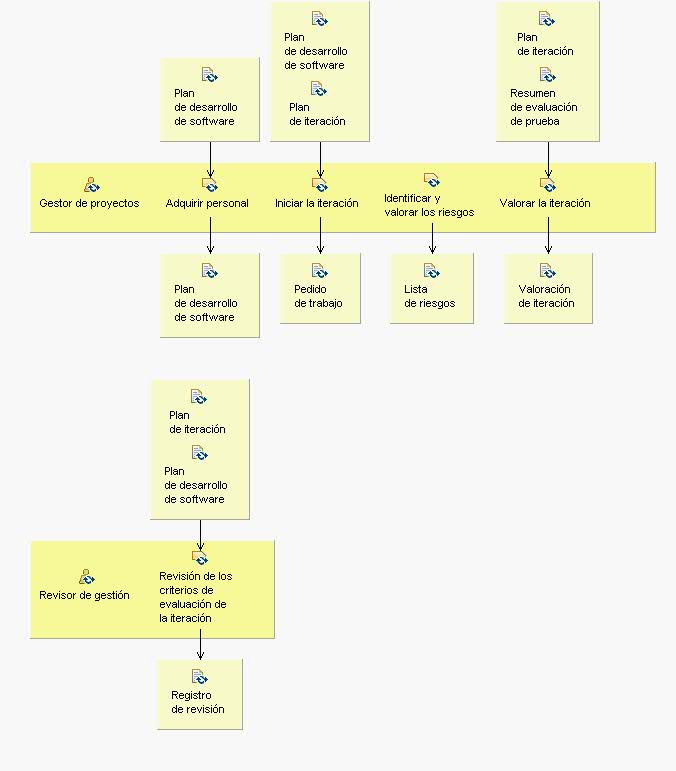 Plan
de desarrollo
de software
Plan
de desarrollo
de software
Plan
de iteración
Plan
de iteración
Resumen
de evaluación
de prueba
Gestor de proyectos
Adquirir personal
Iniciar la iteración
Identificar y
valorar los riesgos
Valorar la iteración
Plan
de desarrollo
de software
Pedido
de trabajo
Lista
de riesgos
Valoración
de iteración
Plan
de iteración
Plan
de desarrollo
de software
Revisor de gestión
Revisión de los
criterios de
evaluación de
la iteración
Registro
de revisión